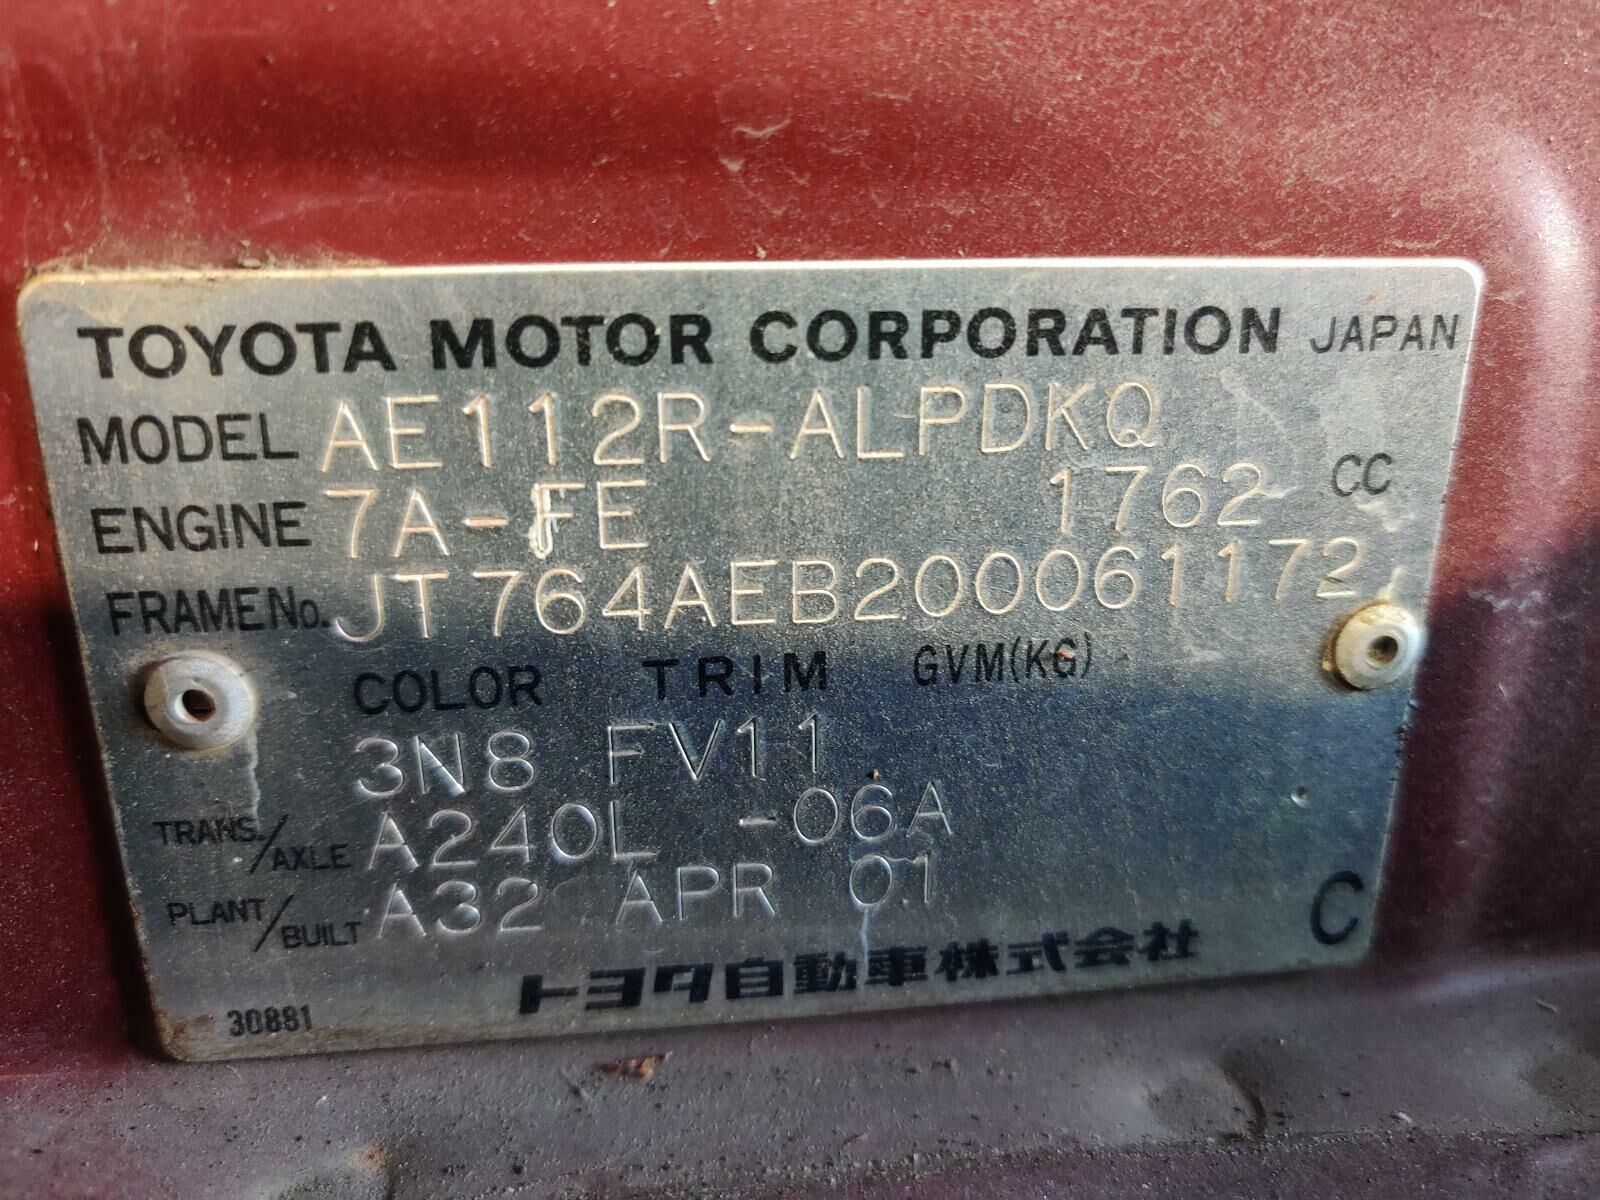 TOYOTA MOTOR CORPORATION JAPAN
MODEL AE112R-ALPDKQ
ENGINE 7A-FE 1762 CC
FRAME No. JT764AEB200061172
COLOR TRIM GVM(KG)
3N8 FV11
TRANS./AXLE A240L -06A
PLANT/BUILT A32 APR 01
C
トヨタ自動車株式会社
30881